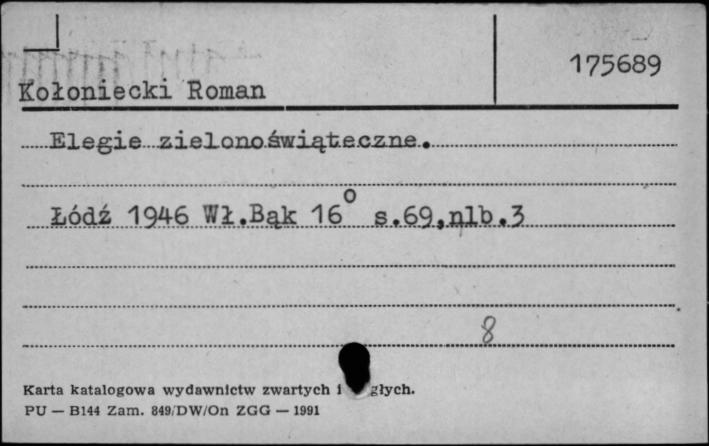 175689
Kołoniecki Roman
Elegie zielonoświąteczne.
Łódź 1946 Wł.Bąk 16° s.69,nlb.3
8
Karta katalogowa wydawnictw zwartych i głych.
PU — B144 Zam. 849/DW/On ZGG — 1991